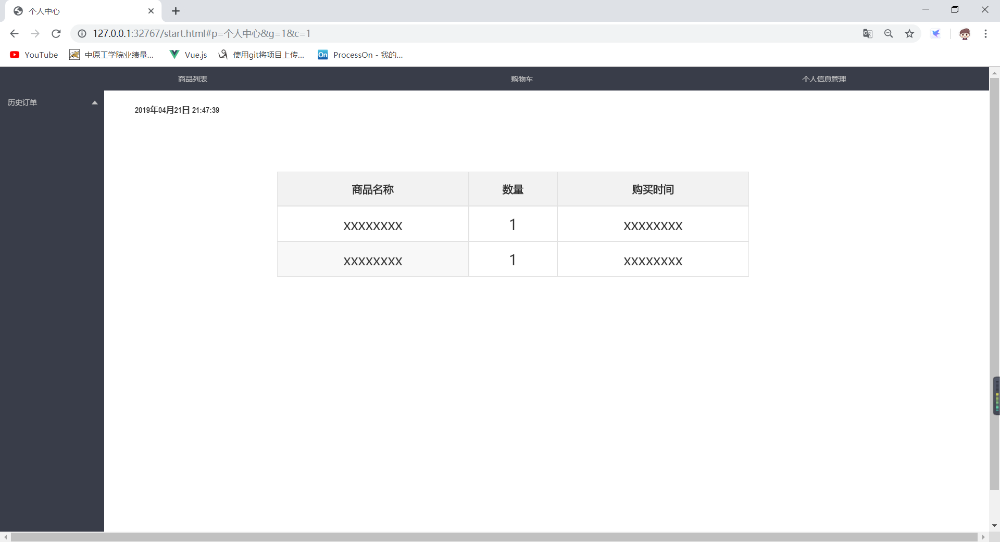 个人中心
127.0.0.1:32767/start.html#p=个人中心&g=1&c=1
YouTube 中原工学院业绩量... Vue.js 使用git将项目上传... On ProcessOn - 我的...
商品列表 购物车 个人信息管理
历史订单
2019年04月21日 21:47:39
商品名称 数量 购买时间
xxxxxxxx 1 xxxxxxxx
xxxxxxxx 1 xxxxxxxx